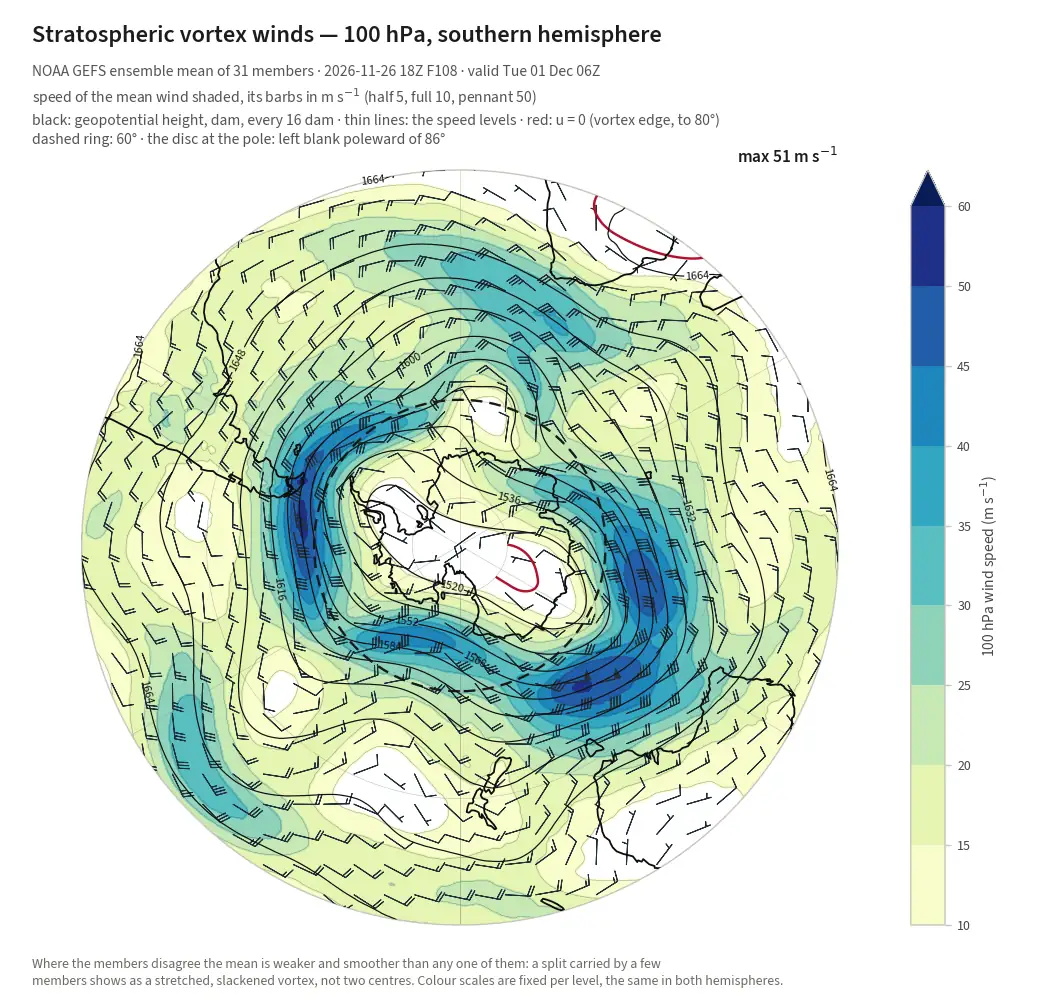 Stratospheric vortex winds — 100 hPa, southern hemisphere
NOAA GEFS ensemble mean of 31 members · 2026-11-26 18Z F108 · valid Tue 01 Dec 06Z
speed of the mean wind shaded, its barbs in m s⁻¹ (half 5, full 10, pennant 50)
black: geopotential height, dam, every 16 dam · thin lines: the speed levels · red: u = 0 (vortex edge, to 80°)
dashed ring: 60° · the disc at the pole: left blank poleward of 86°
max 51 m s⁻¹
1664
1664
1664
1648
1600
1664
1536
1632
1616
1520
1552
1584
1568
1664
60
50
45
40
35
30
25
20
15
10
100 hPa wind speed (m s⁻¹)
Where the members disagree the mean is weaker and smoother than any one of them: a split carried by a few
members shows as a stretched, slackened vortex, not two centres. Colour scales are fixed per level, the same in both hemispheres.